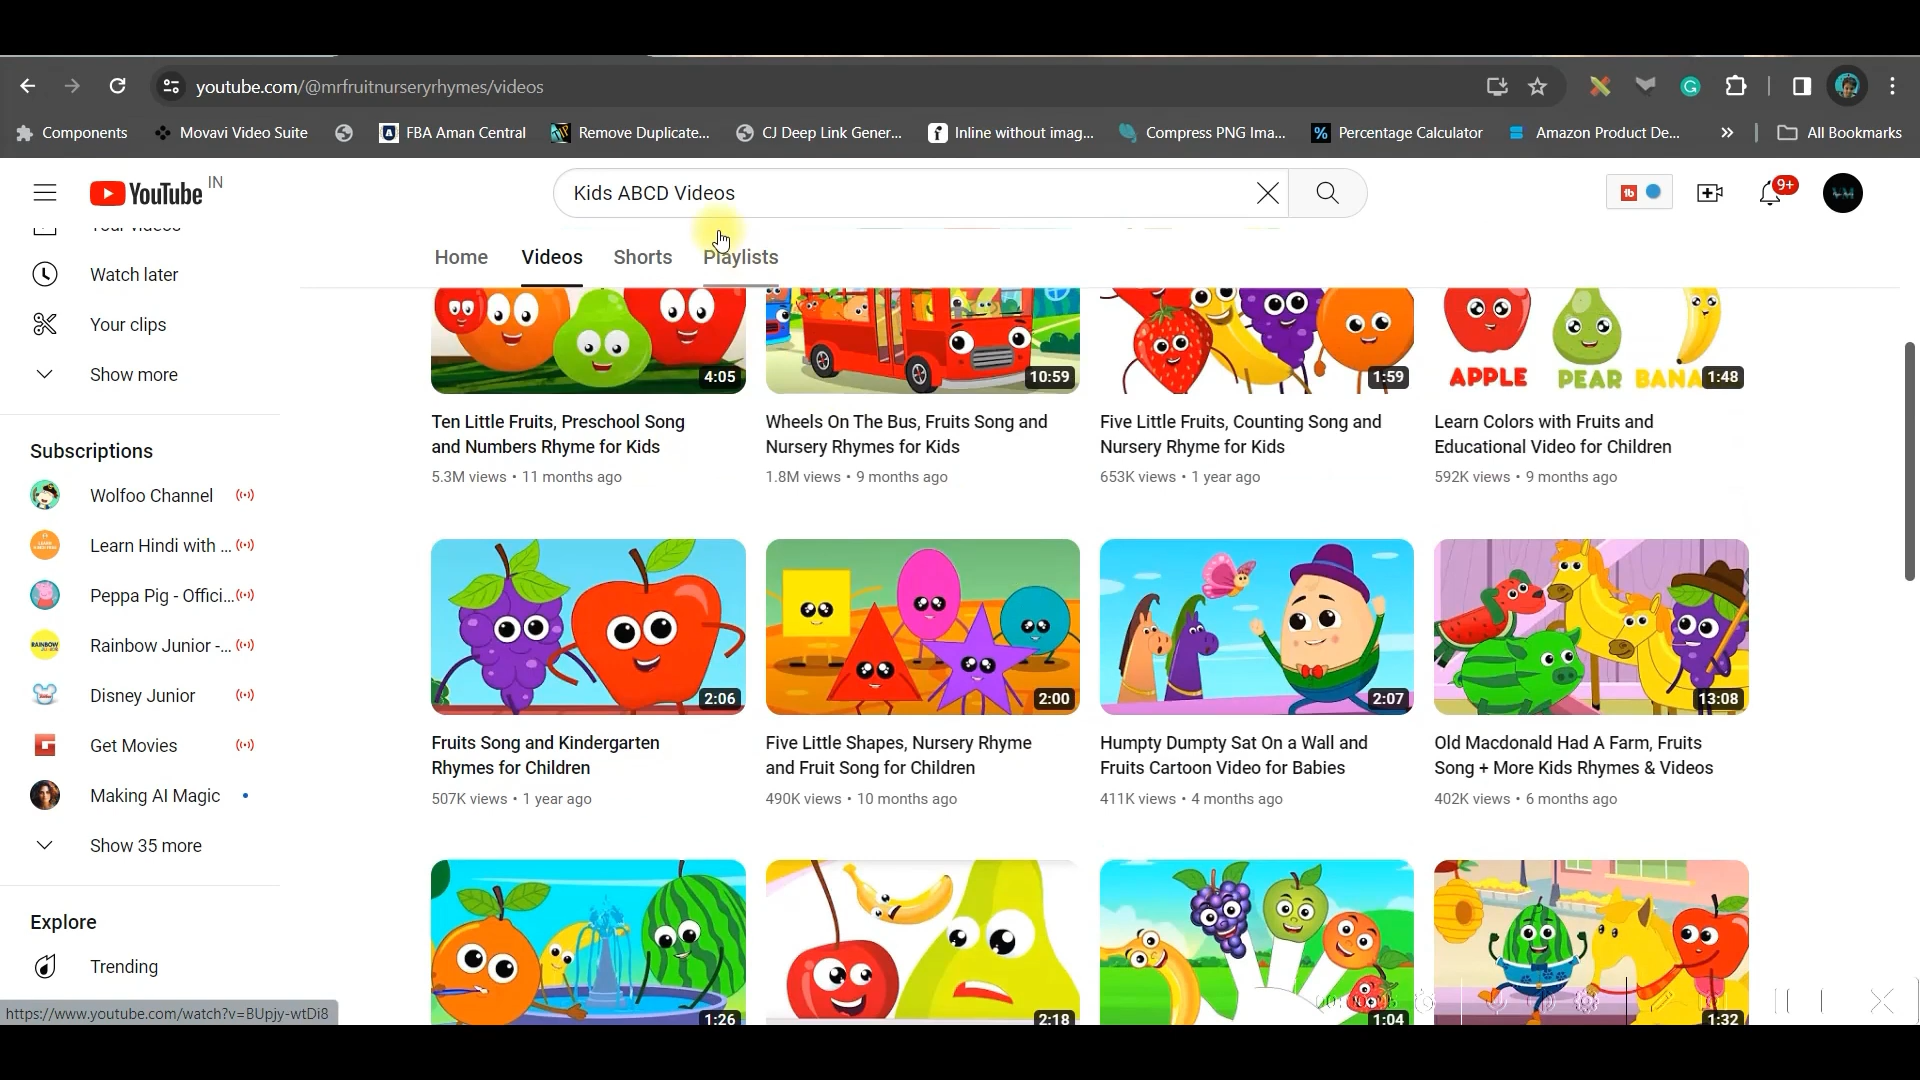 youtube.com/@mrfruitnurseryrhymes/videos
Components
Movavi Video Suite
FBA Aman Central
Remove Duplicate...
CJ Deep Link Gener...
Inline without imag...
Compress PNG Ima...
Percentage Calculator
Amazon Product De...
All Bookmarks
YouTube IN
Kids ABCD Videos
9+
Your videos
Watch later
Your clips
Show more
Subscriptions
Wolfoo Channel
Learn Hindi with ...
Peppa Pig - Offici...
Rainbow Junior -...
Disney Junior
Get Movies
Making AI Magic
Show 35 more
Explore
Trending
https://www.youtube.com/watch?v=BUpjy-wtDi8
Home
Videos
Shorts
Playlists
4:05
10:59
1:59
APPLE PEAR BANA
1:48
Ten Little Fruits, Preschool Song
and Numbers Rhyme for Kids
5.3M views • 11 months ago
Wheels On The Bus, Fruits Song and
Nursery Rhymes for Kids
1.8M views • 9 months ago
Five Little Fruits, Counting Song and
Nursery Rhyme for Kids
653K views • 1 year ago
Learn Colors with Fruits and
Educational Video for Children
592K views • 9 months ago
2:06
2:00
2:07
13:08
Fruits Song and Kindergarten
Rhymes for Children
507K views • 1 year ago
Five Little Shapes, Nursery Rhyme
and Fruit Song for Children
490K views • 10 months ago
Humpty Dumpty Sat On a Wall and
Fruits Cartoon Video for Babies
411K views • 4 months ago
Old Macdonald Had A Farm, Fruits
Song + More Kids Rhymes & Videos
402K views • 6 months ago
1:26
2:18
1:04
1:32